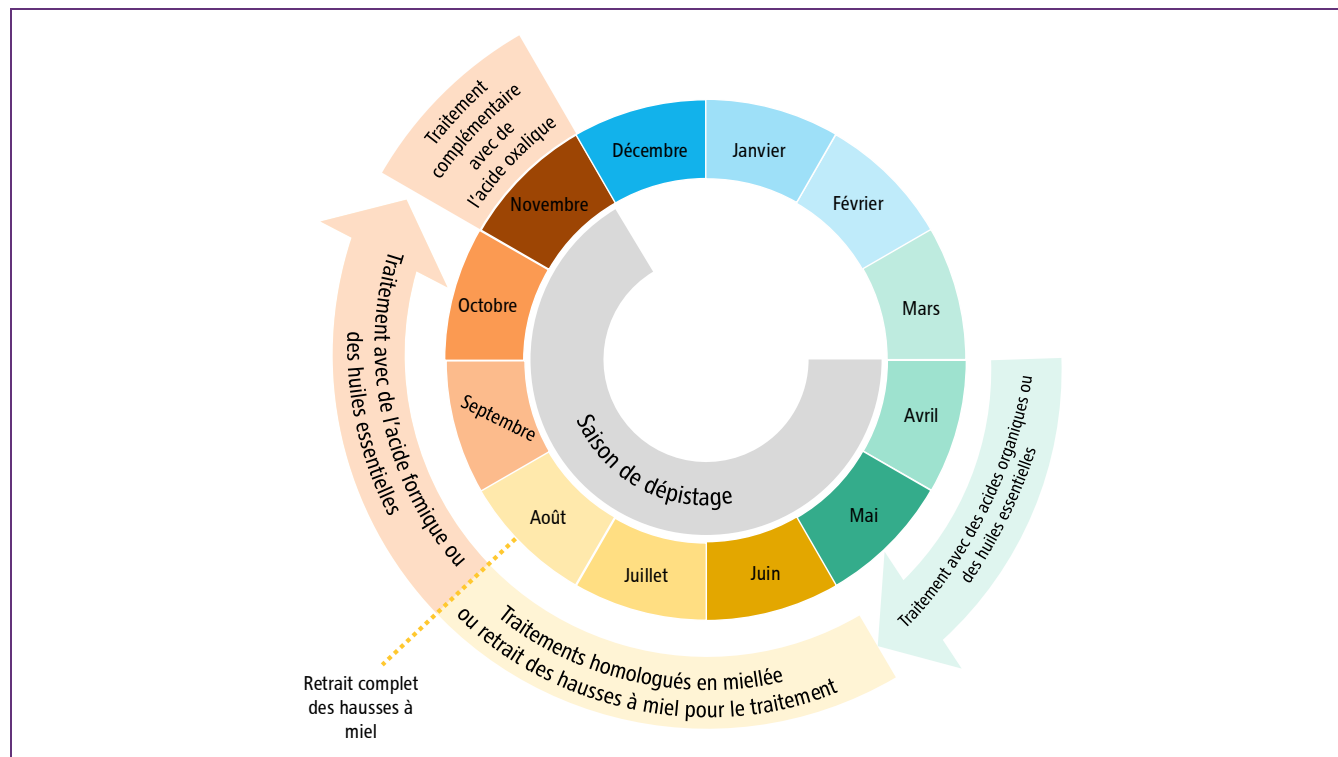 Traitement
complémentaire
avec de
l'acide oxalique
Décembre
Janvier
Février
Mars
Avril
Mai
Juin
Juillet
Août
Septembre
Octobre
Novembre
Saison de dépistage
Traitement avec des acides organiques ou
des huiles essentielles
Traitements homologués en miellée
ou retrait des hausses à miel pour le traitement
Traitement avec de l'acide formique ou
des huiles essentielles
Retrait complet
des hausses à
miel